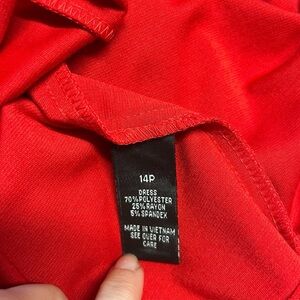 14P
DRESS
70%POLYESTER
25%RAYON
5%SPANDEX
MADE IN VIETNAM
SEE OVER FOR
CARE